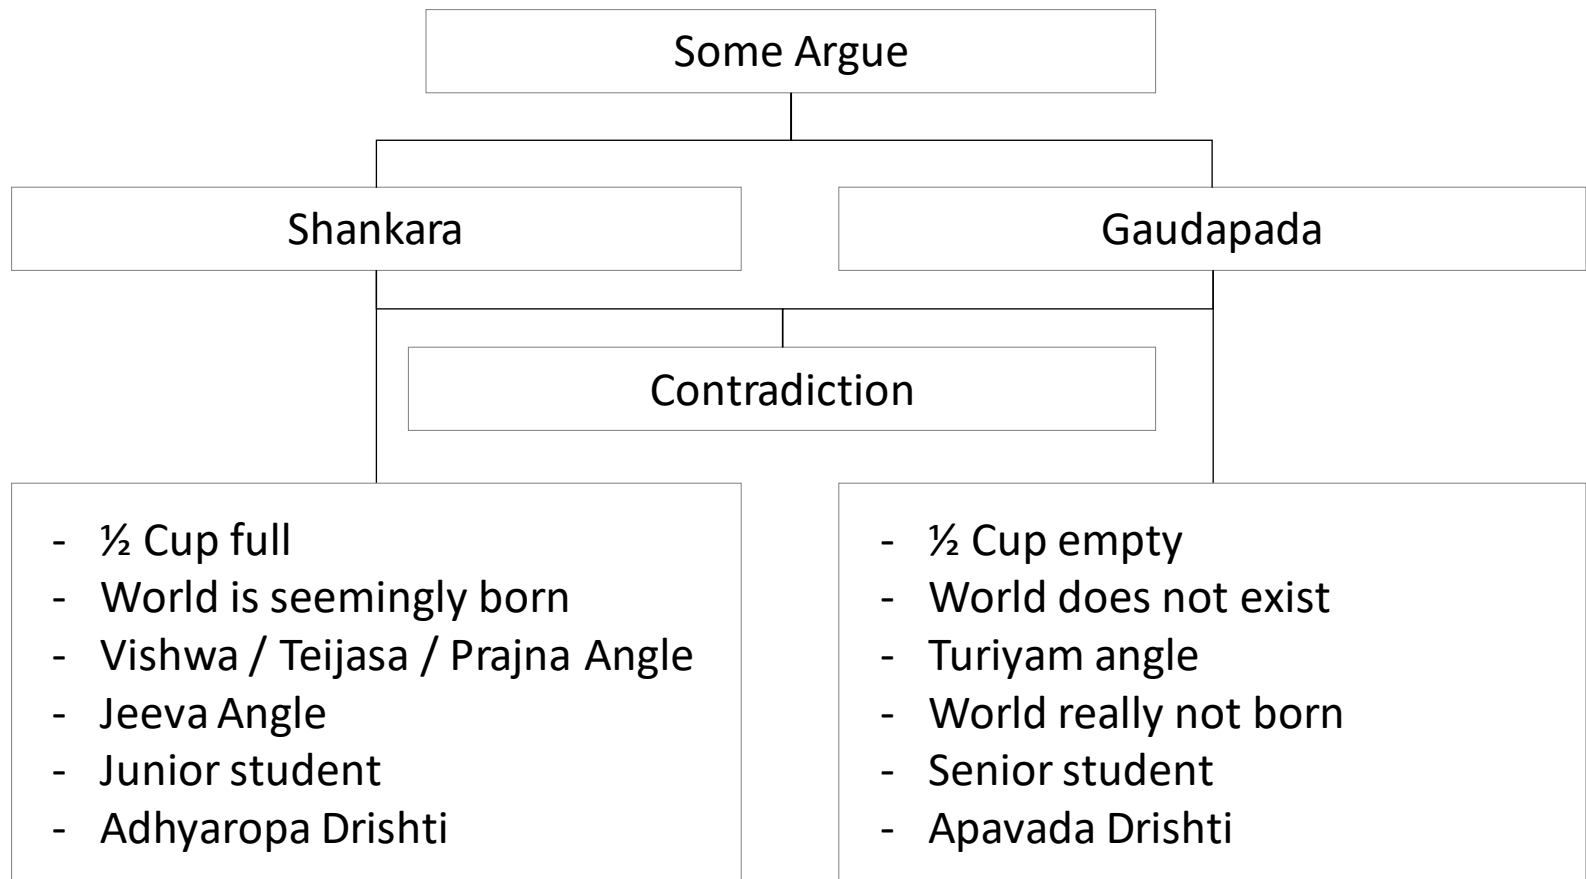 Some Argue
Shankara
Gaudapada
Contradiction
- ½ Cup full
- World is seemingly born
- Vishwa / Teijasa / Prajna Angle
- Jeeva Angle
- Junior student
- Adhyaropa Drishti
- ½ Cup empty
- World does not exist
- Turiyam angle
- World really not born
- Senior student
- Apavada Drishti